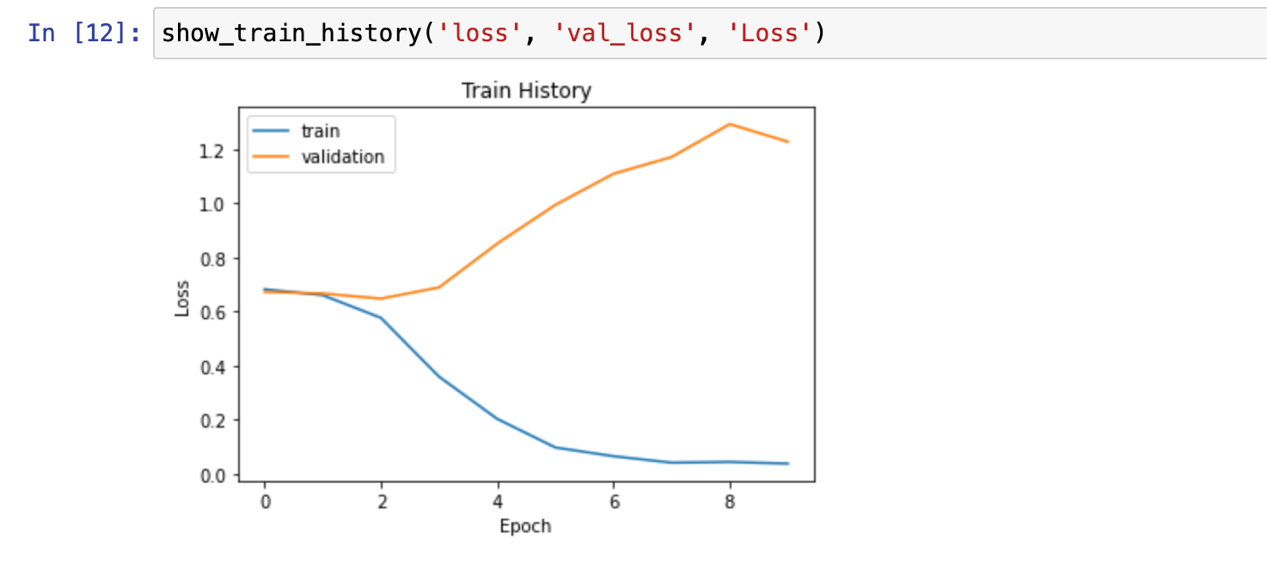 In [12]: show_train_history('loss', 'val_loss', 'Loss')
Train History
train
validation
1.2
1.0
0.8
0.6
0.4
0.2
0.0
Loss
0 2 4 6 8
Epoch